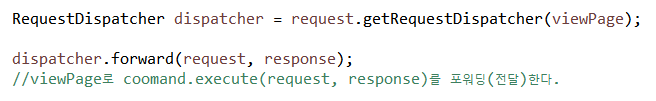 RequestDispatcher dispatcher = request.getRequestDispatcher(viewPage);
dispatcher.forward(request, response);
//viewPage로 coomand.execute(request, response)를 포워딩(전달)한다.